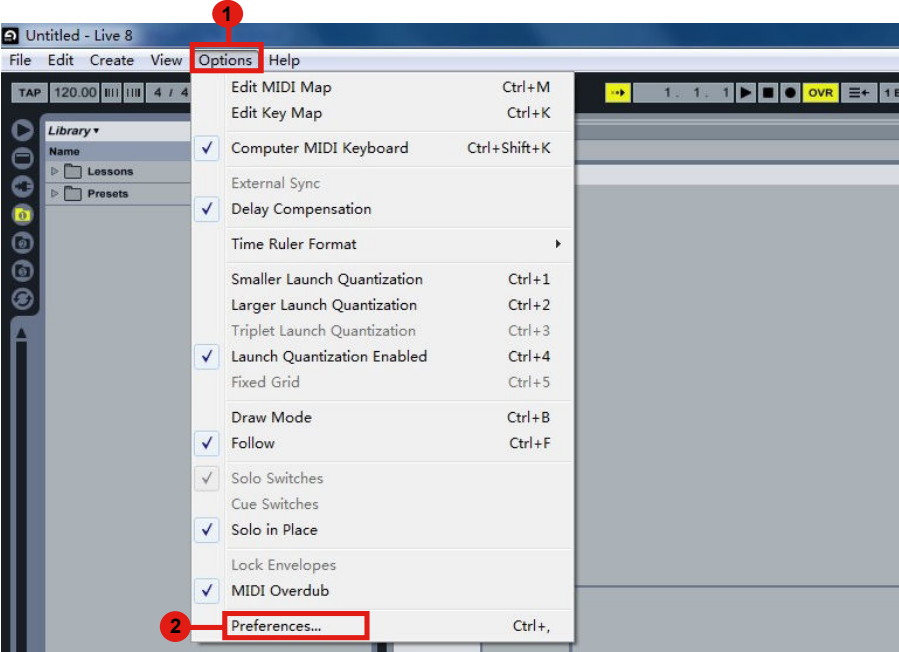 1
Untitled - Live 8
File Edit Create View Options Help
TAP 120.00 4 / 4 1. 1. 1 OVR
Library
Name
Lessons
Presets
Edit MIDI Map Ctrl+M
Edit Key Map Ctrl+K
Computer MIDI Keyboard Ctrl+Shift+K
External Sync
Delay Compensation
Time Ruler Format
Smaller Launch Quantization Ctrl+1
Larger Launch Quantization Ctrl+2
Triplet Launch Quantization Ctrl+3
Launch Quantization Enabled Ctrl+4
Fixed Grid Ctrl+5
Draw Mode Ctrl+B
Follow Ctrl+F
Solo Switches
Cue Switches
Solo in Place
Lock Envelopes
MIDI Overdub
2 Preferences... Ctrl+,